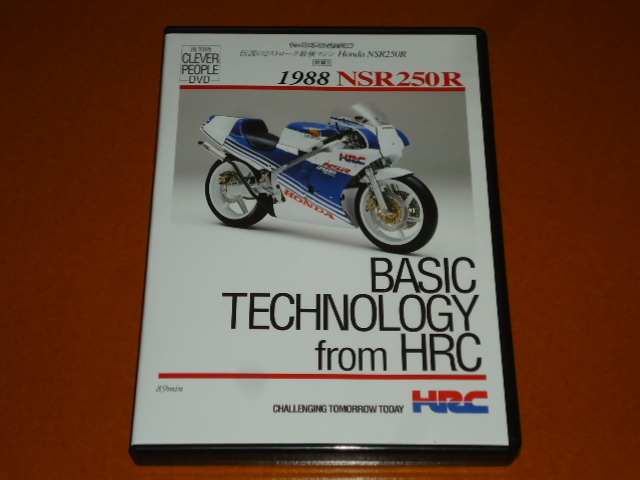 CLEVER
PEOPLE
DVD
伝説の2ストローク最強マシン Honda NSR250R
1988 NSR250R
HRC
NSR
HONDA
BASIC
TECHNOLOGY
from HRC
89min
CHALLENGING TOMORROW TODAY HRC